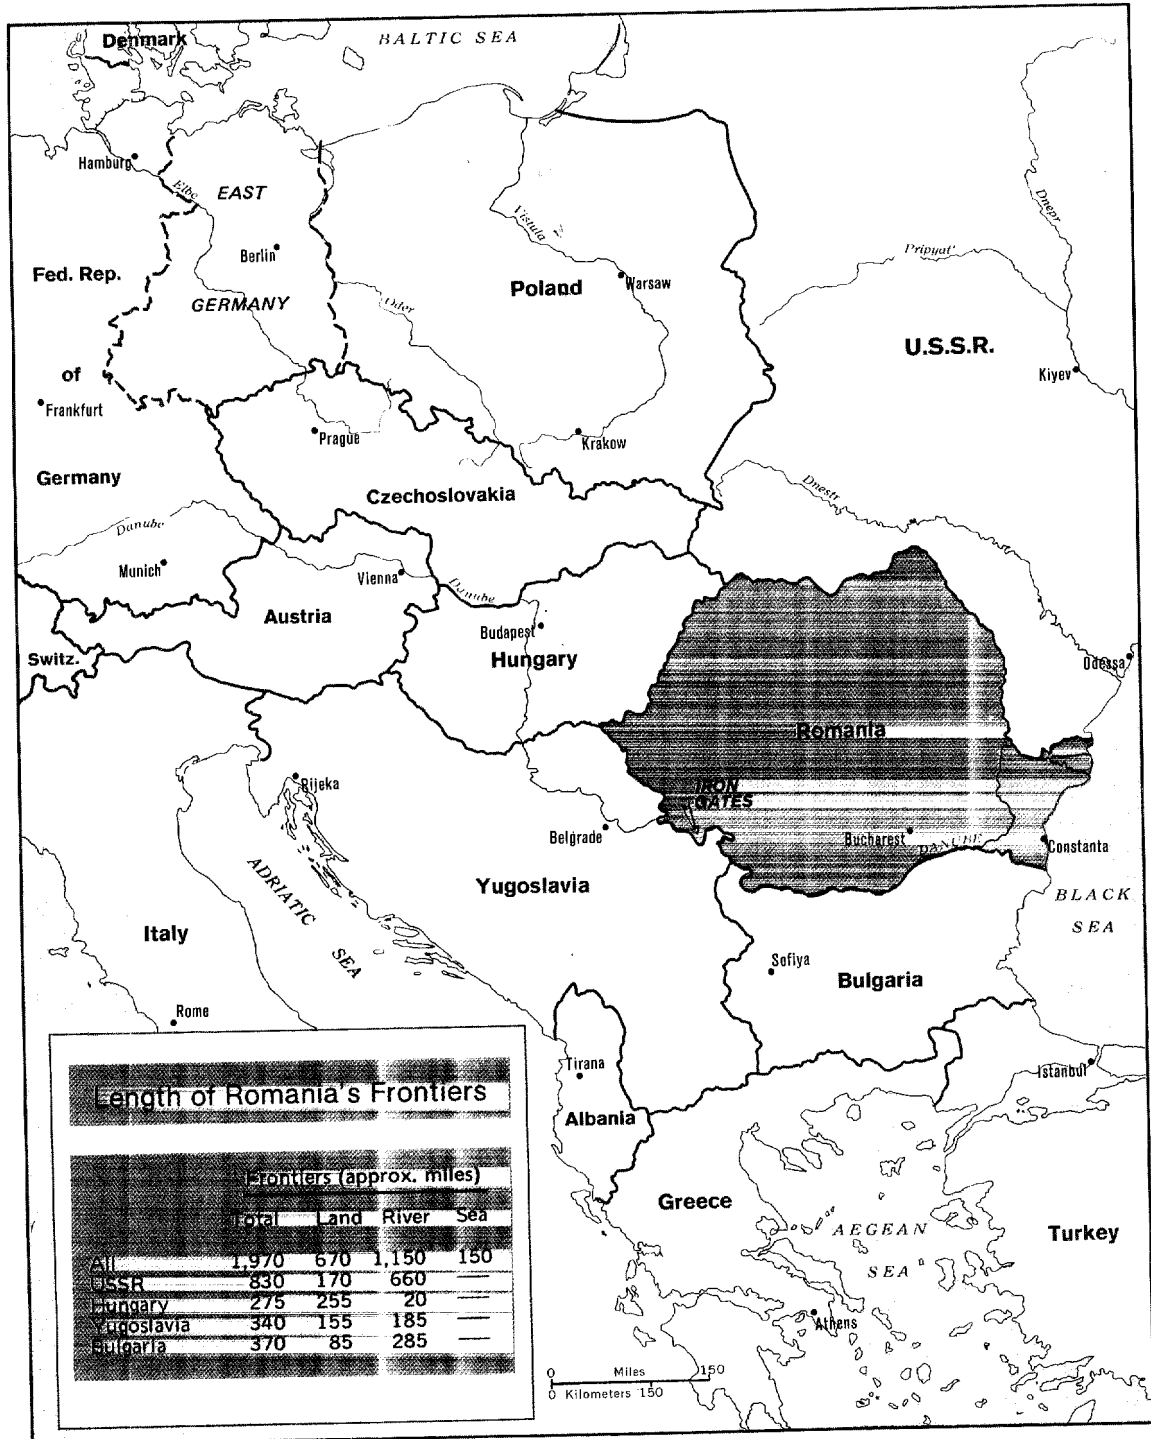 Denmark
BALTIC SEA
Hamburg
Elbe
EAST
Berlin
GERMANY
Fed. Rep.
of
Germany
Frankfurt
Vistula
Poland
Warsaw
Oder
Pripyat'
Dnepr
U.S.S.R.
Kiyev
Prague
Krakow
Czechoslovakia
Dnestr
Danube
Munich
Vienna
Danube
Austria
Budapest
Hungary
Switz.
Odessa
Romania
Rijeka
IRON
GATES
Belgrade
Bucharest
DANUBE
Constanta
Yugoslavia
ADRIATIC
SEA
BLACK
SEA
Italy
Sofiya
Bulgaria
Rome
Tirana
Istanbul
Albania
Greece
AEGEAN
SEA
Turkey
Athens
Length of Romania's Frontiers
Frontiers (approx. miles)
Total Land River Sea
All 1,970 670 1,150 150
USSR 830 170 660 —
Hungary 275 255 20 —
Yugoslavia 340 155 185 —
Bulgaria 370 85 285 —
0 Miles 150
0 Kilometers 150